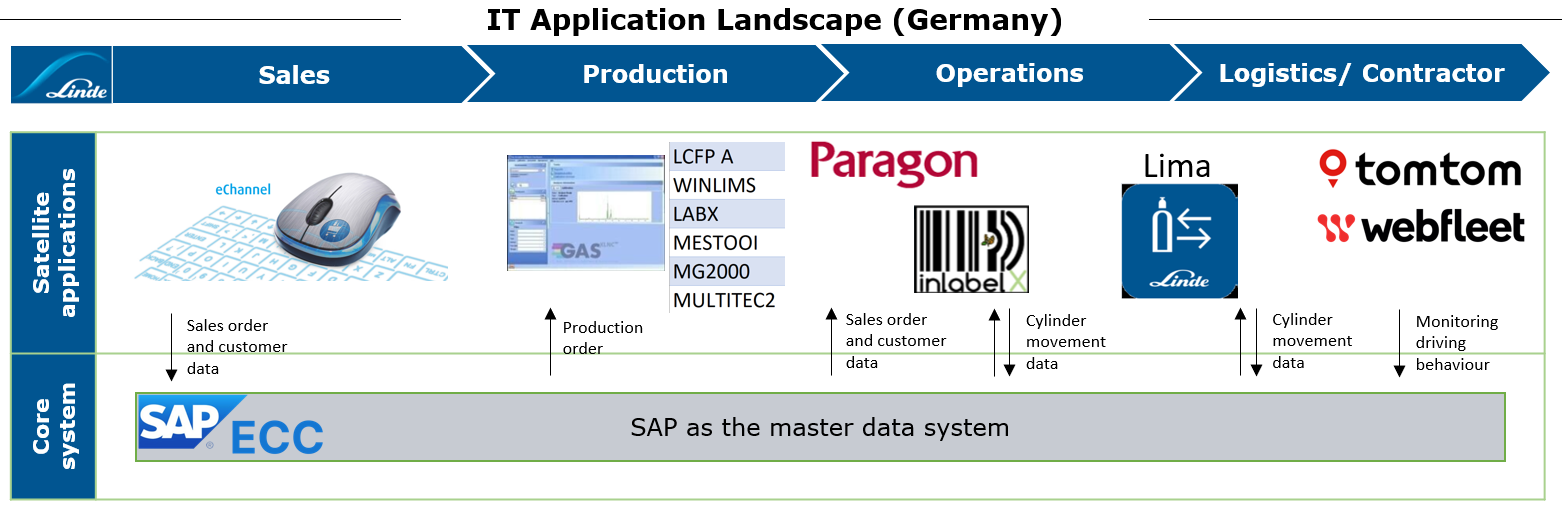 IT Application Landscape (Germany)
Linde
Sales
Production
Operations
Logistics/ Contractor
Satellite
applications
eChannel
GAS
LCFP A
WINLIMS
LABX
MESTOOI
MG2000
MULTITEC2
Paragon
inlabelX
Lima
Linde
tomtom
webfleet
Sales order
and customer
data
Production
order
Sales order
and customer
data
Cylinder
movement
data
Cylinder
movement
data
Monitoring
driving
behaviour
Core
system
SAP ®
ECC
SAP as the master data system